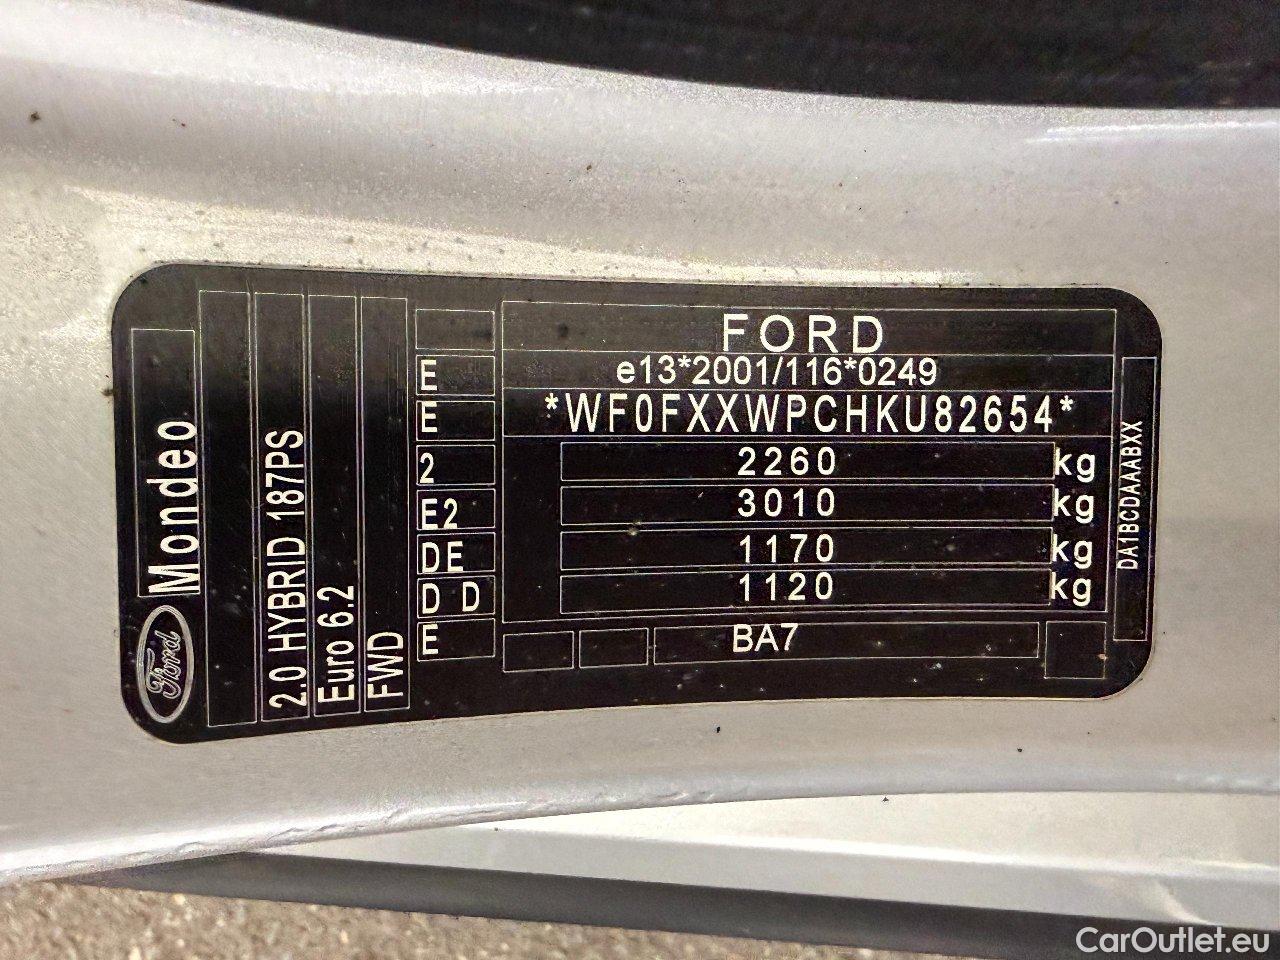 FORD
e13*2001/116*0249
*WF0FXXWPCHKU82654*
2260 kg
3010 kg
1170 kg
1120 kg
BA7
E
E
2
E2
DE
D D
E
Ford Mondeo
2.0 HYBRID 187PS
Euro 6.2
FWD
DA1BCDAAABXX
CarOutlet.eu